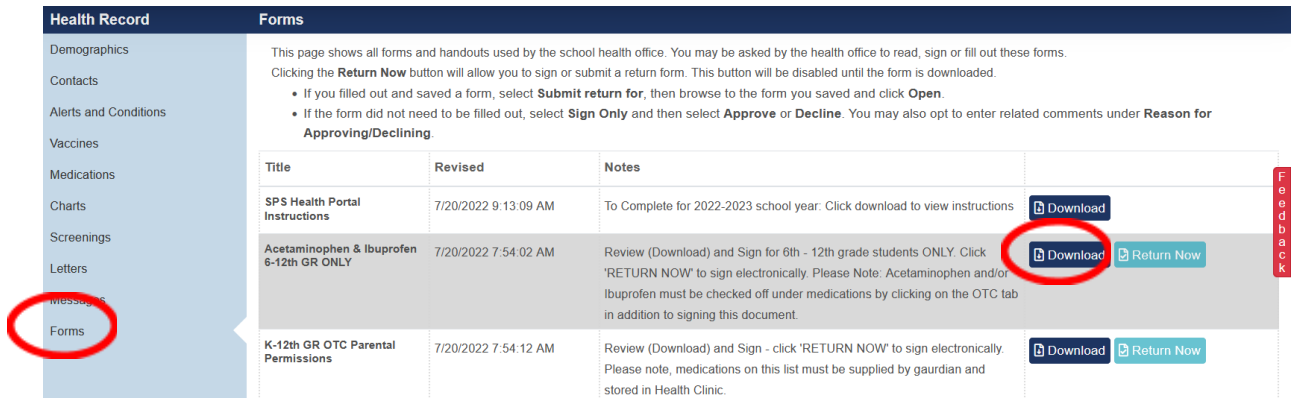 Health Record
Forms
Demographics
Contacts
Alerts and Conditions
Vaccines
Medications
Charts
Screenings
Letters
Messages
Forms
This page shows all forms and handouts used by the school health office. You may be asked by the health office to read, sign or fill out these forms.
Clicking the Return Now button will allow you to sign or submit a return form. This button will be disabled until the form is downloaded.
• If you filled out and saved a form, select Submit return for, then browse to the form you saved and click Open.
• If the form did not need to be filled out, select Sign Only and then select Approve or Decline. You may also opt to enter related comments under Reason for
Approving/Declining.
Title Revised Notes
SPS Health Portal
Instructions
7/20/2022 9:13:09 AM
To Complete for 2022-2023 school year: Click download to view instructions
Download
Acetaminophen & Ibuprofen
6-12th GR ONLY
7/20/2022 7:54:02 AM
Review (Download) and Sign for 6th - 12th grade students ONLY. Click
'RETURN NOW' to sign electronically. Please Note: Acetaminophen and/or
Ibuprofen must be checked off under medications by clicking on the OTC tab
in addition to signing this document.
Download Return Now
K-12th GR OTC Parental
Permissions
7/20/2022 7:54:12 AM
Review (Download) and Sign - click 'RETURN NOW' to sign electronically.
Please note, medications on this list must be supplied by gaurdian and
stored in Health Clinic.
Download Return Now
Feedback